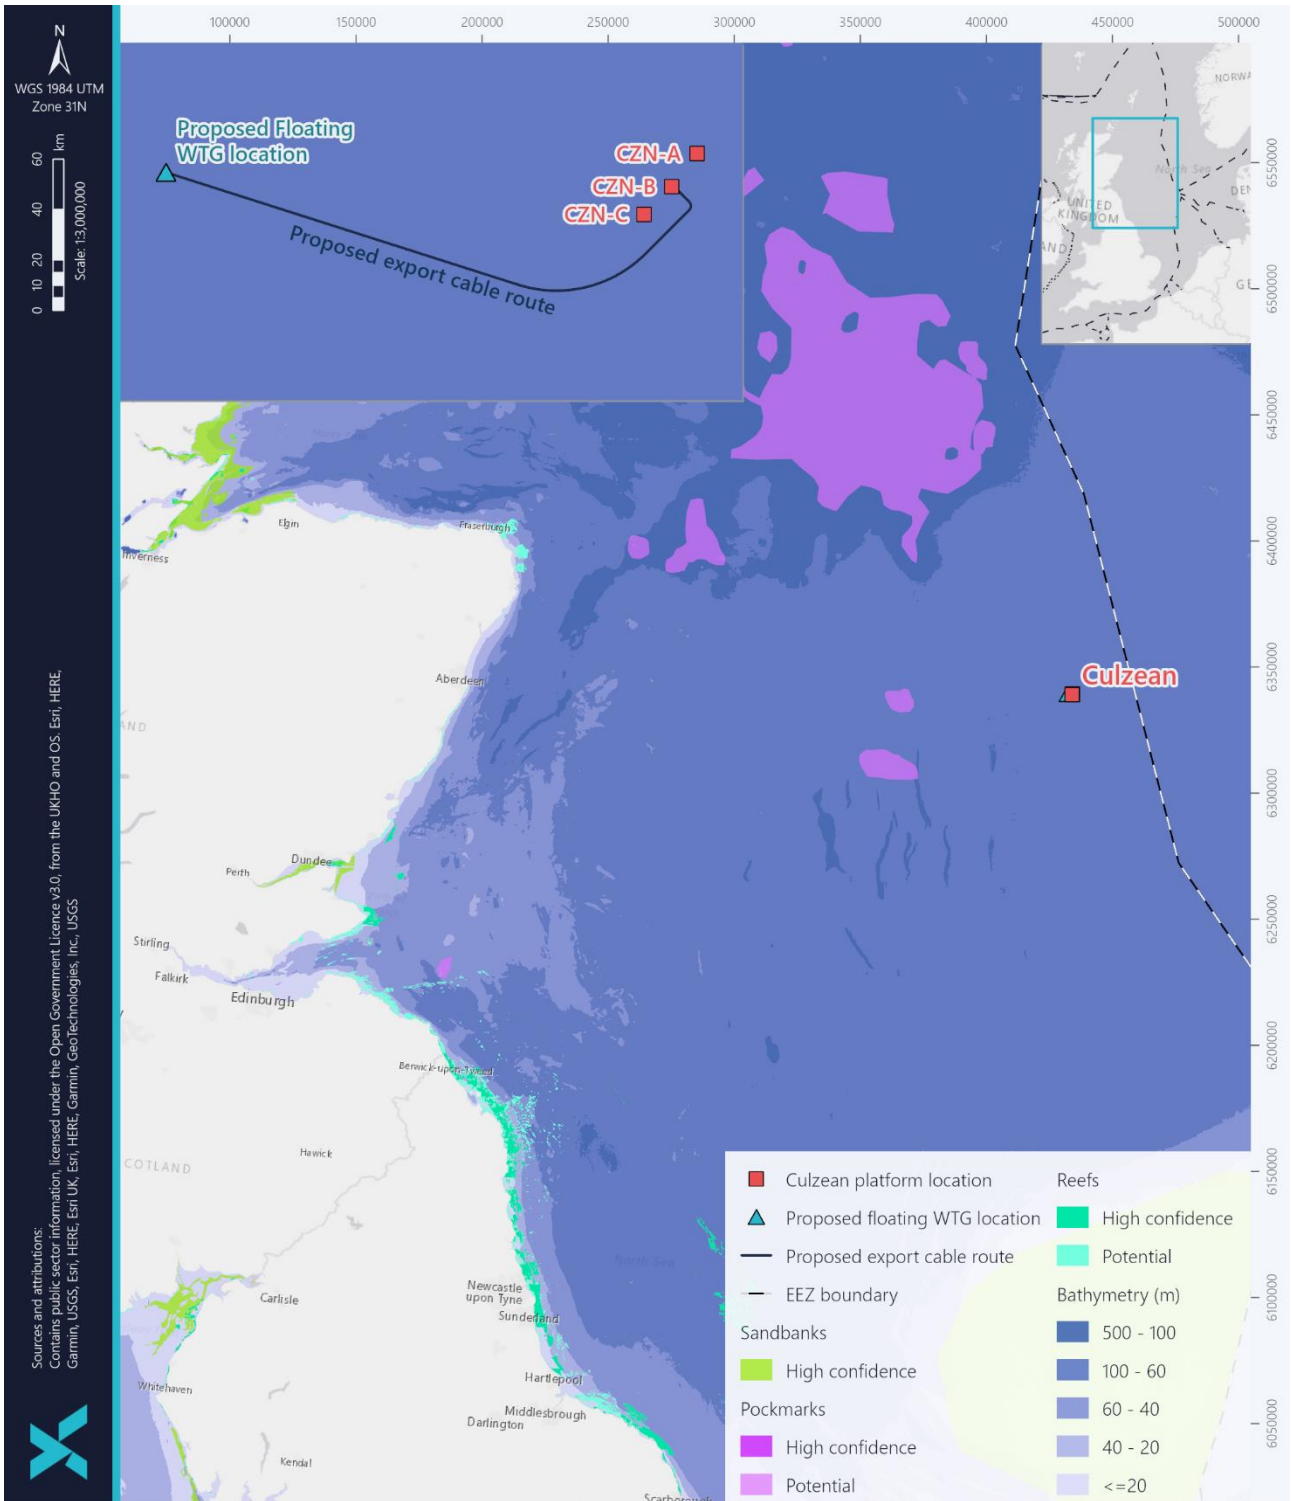 100000
150000
200000
250000
300000
350000
400000
450000
500000
N
WGS 1984 UTM
Zone 31N
0 10 20 40 60 km
Scale: 1:3,000,000
Sources and attributions:
Contains public sector information, licensed under the Open Government Licence v3.0, from the UKHO and OS. Esri, HERE,
Garmin, USGS, Esri, HERE, Esri UK, Esri, HERE, Garmin, GeoTechnologies, Inc., USGS
Proposed Floating
WTG location
CZN-A
CZN-B
CZN-C
Proposed export cable route
NORWA
North Sea
DEN
UNITED
KINGDOM
AND
GE
6550000
6500000
6450000
6400000
6350000
6300000
6250000
6200000
6150000
6100000
6050000
Elgin
Fraserburgh
Inverness
Culzean
Aberdeen
AND
Dundee
Perth
Stirling
Falkirk
Edinburgh
Berwick-upon-Tweed
Hawick
COTLAND
North Sea
Newcastle
upon Tyne
Sunderland
Carlisle
Whitehaven
Hartlepool
Middlesbrough
Darlington
Kendal
Scarborough
Culzean platform location
Proposed floating WTG location
Proposed export cable route
EEZ boundary
Sandbanks
High confidence
Pockmarks
High confidence
Potential
Reefs
High confidence
Potential
Bathymetry (m)
500 - 100
100 - 60
60 - 40
40 - 20
<=20